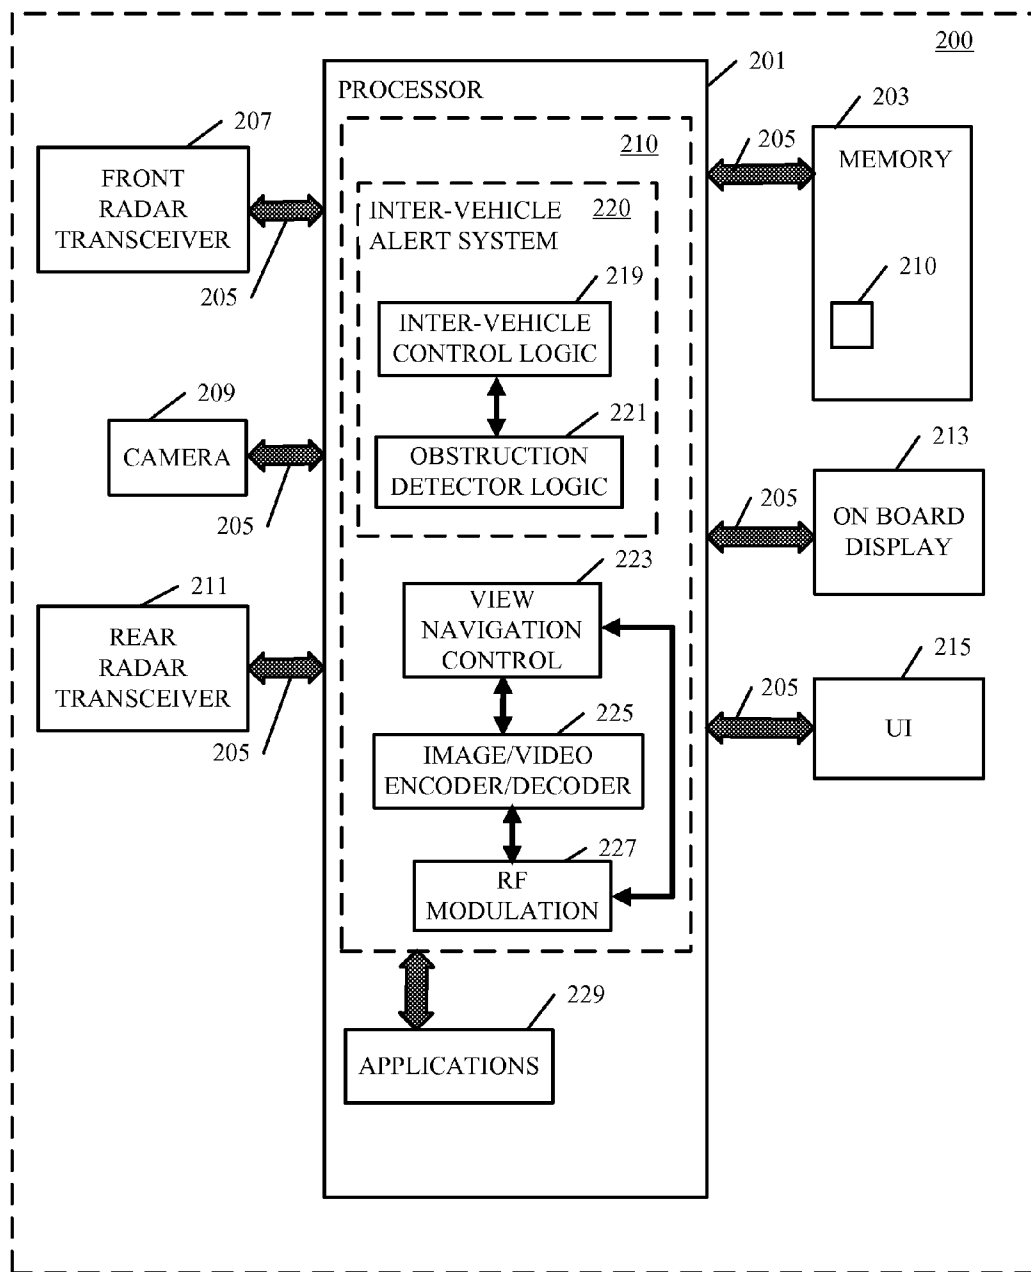 200
201
PROCESSOR
203
MEMORY
205
210
207
FRONT
RADAR
TRANSCEIVER
205
210
220
INTER-VEHICLE
ALERT SYSTEM
219
INTER-VEHICLE
CONTROL LOGIC
221
OBSTRUCTION
DETECTOR LOGIC
209
CAMERA
205
213
205
ON BOARD
DISPLAY
211
REAR
RADAR
TRANSCEIVER
205
223
VIEW
NAVIGATION
CONTROL
225
IMAGE/VIDEO
ENCODER/DECODER
227
RF
MODULATION
215
205
UI
229
APPLICATIONS